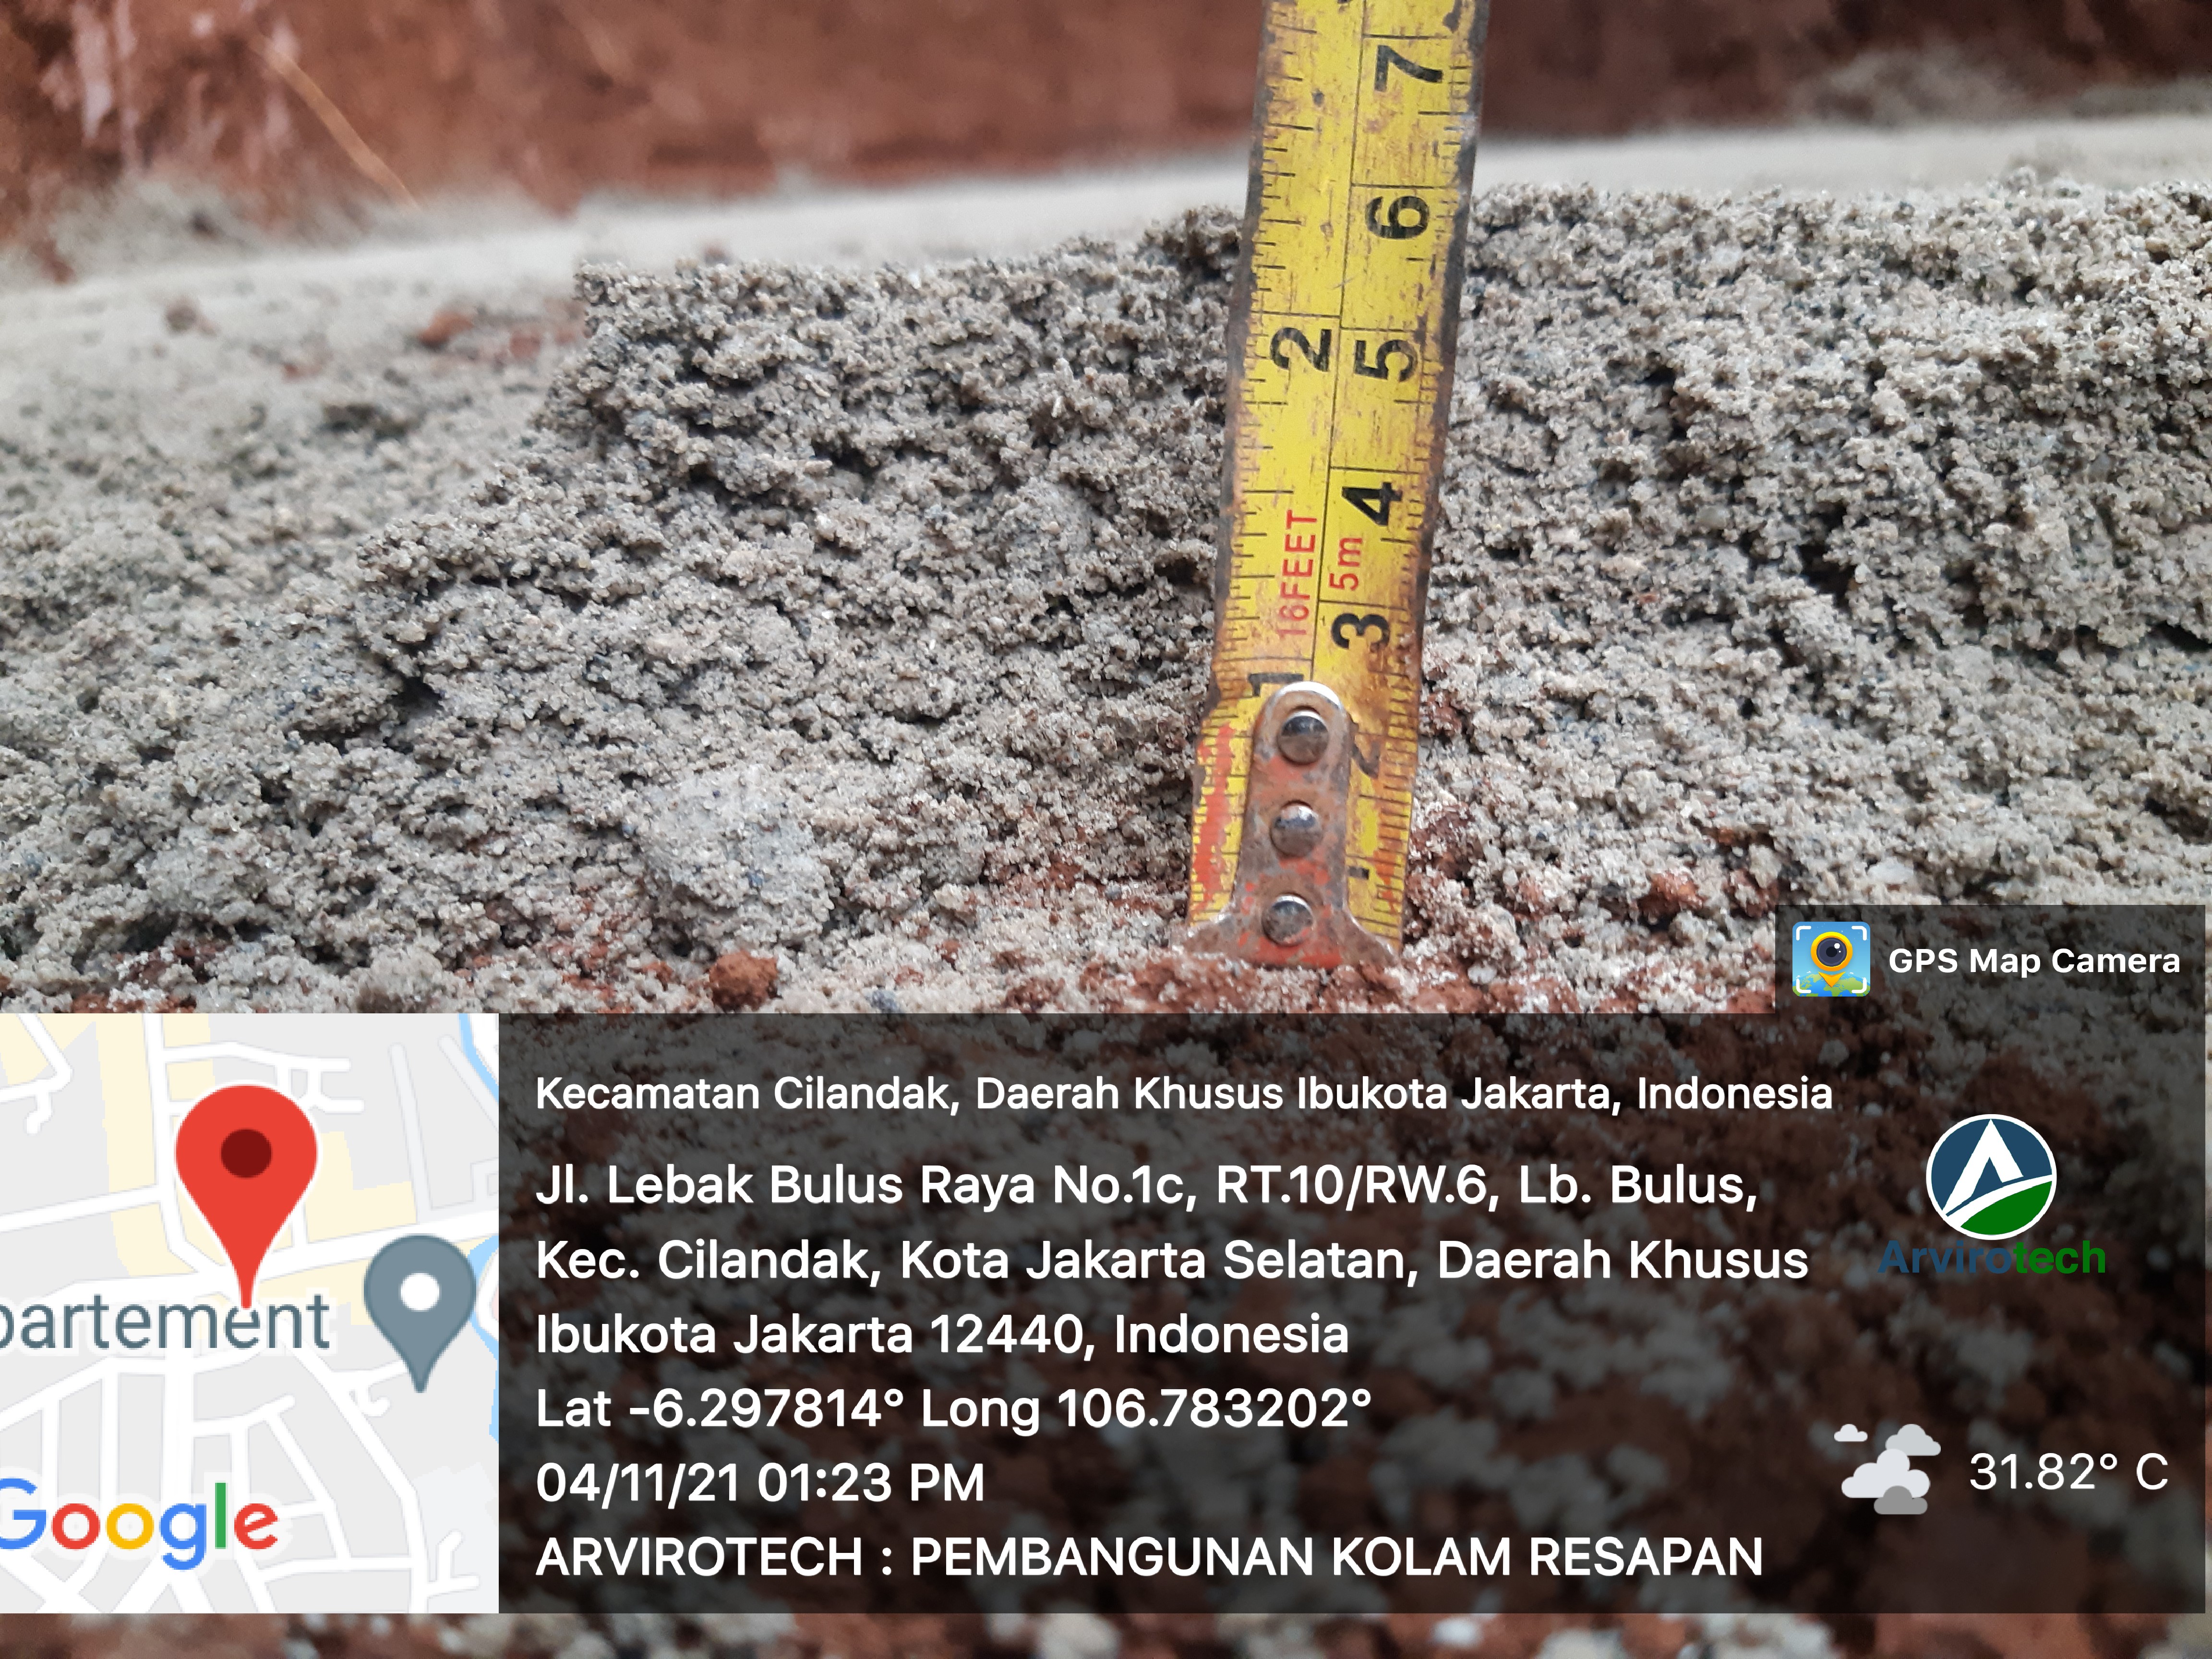 7
6
2 5
4
16FEET 5m
3
1
2
1
GPS Map Camera
Kecamatan Cilandak, Daerah Khusus Ibukota Jakarta, Indonesia
Jl. Lebak Bulus Raya No.1c, RT.10/RW.6, Lb. Bulus,
Kec. Cilandak, Kota Jakarta Selatan, Daerah Khusus
Ibukota Jakarta 12440, Indonesia
Lat -6.297814° Long 106.783202°
04/11/21 01:23 PM
ARVIROTECH : PEMBANGUNAN KOLAM RESAPAN
Arvirotech
31.82° C
partement
Google